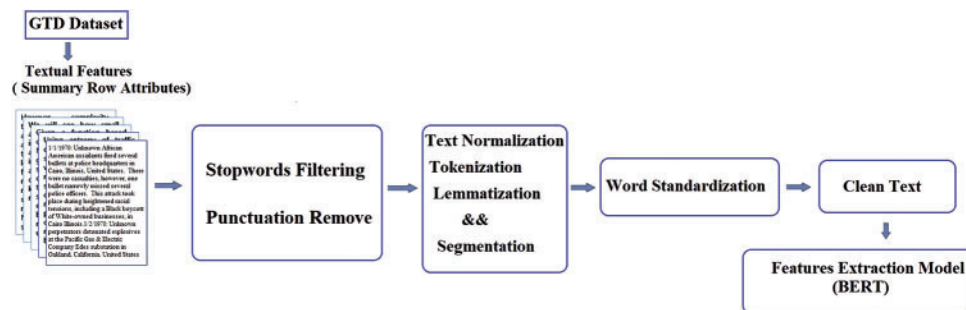 GTD Dataset
Textual Features
( Summary Row Attributes)
1/1/1970: Unknown African
American assailants fired several
bullets at police headquarters in
Cairo, Illinois, United States. There
were no casualties, however, one
bullet narrowly missed several
police officers. This attack took
place during heightened racial
tensions, including a Black boycott
of White-owned businesses, in
Cairo Illinois.1/2/1970: Unknown
perpetrators detonated explosives
at the Pacific Gas & Electric
Company Edes substation in
Oakland, California, United States
Stopwords Filtering
Punctuation Remove
Text Normalization
Tokenization
Lemmatization
&&
Segmentation
Word Standardization
Clean Text
Features Extraction Model
(BERT)